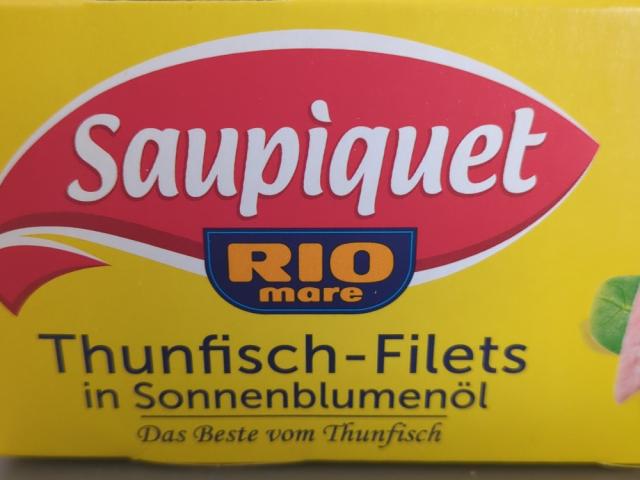 Saupiquet
RIO
mare
Thunfisch-Filets
in Sonnenblumenöl
Das Beste vom Thunfisch